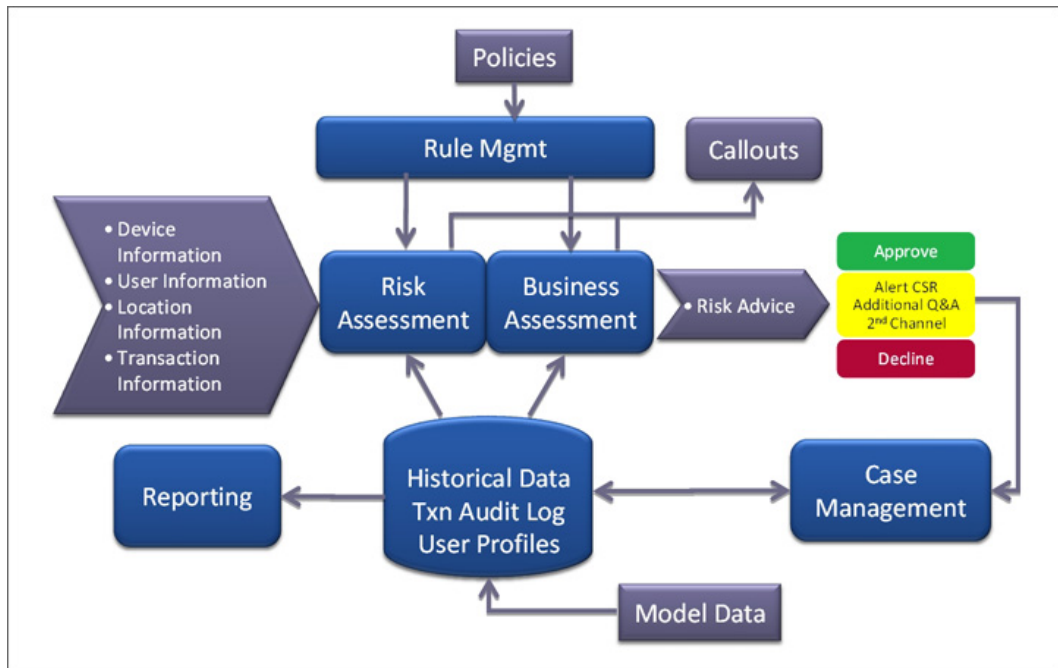 Policies
Rule Mgmt
Callouts
• Device
Information
• User Information
• Location
Information
• Transaction
Information
Risk
Assessment
Business
Assessment
• Risk Advice
Approve
Alert CSR
Additional Q&A
2nd Channel
Decline
Reporting
Historical Data
Txn Audit Log
User Profiles
Case
Management
Model Data